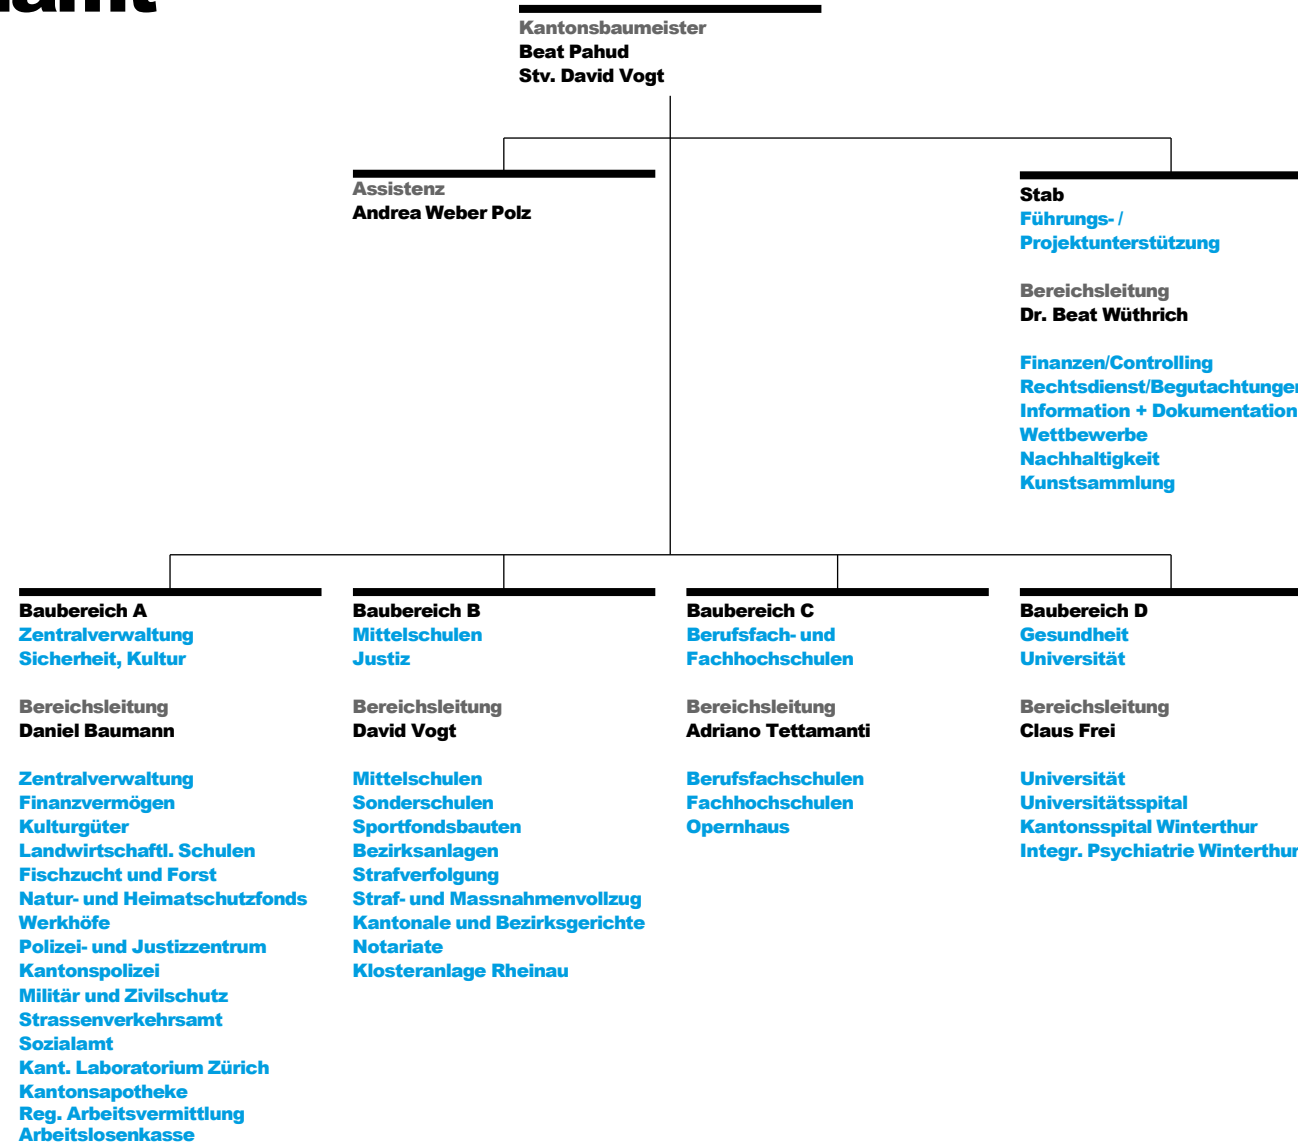 Kantonsbaumeister
Beat Pahud
Stv. David Vogt
Assistenz
Andrea Weber Polz
Stab
Führungs- /
Projektunterstützung
Bereichsleitung
Dr. Beat Wüthrich
Finanzen/Controlling
Rechtsdienst/Begutachtungen
Information + Dokumentation
Wettbewerbe
Nachhaltigkeit
Kunstsammlung
Baubereich A
Zentralverwaltung
Sicherheit, Kultur
Bereichsleitung
Daniel Baumann
Zentralverwaltung
Finanzvermögen
Kulturgüter
Landwirtschaftl. Schulen
Fischzucht und Forst
Natur- und Heimatschutzfonds
Werkhöfe
Polizei- und Justizzentrum
Kantonspolizei
Militär und Zivilschutz
Strassenverkehrsamt
Sozialamt
Kant. Laboratorium Zürich
Kantonsapotheke
Reg. Arbeitsvermittlung
Arbeitslosenkasse
Baubereich B
Mittelschulen
Justiz
Bereichsleitung
David Vogt
Mittelschulen
Sonderschulen
Sportfondsbauten
Bezirksanlagen
Strafverfolgung
Straf- und Massnahmenvollzug
Kantonale und Bezirksgerichte
Notariate
Klosteranlage Rheinau
Baubereich C
Berufsfach- und
Fachhochschulen
Bereichsleitung
Adriano Tettamanti
Berufsfachschulen
Fachhochschulen
Opernhaus
Baubereich D
Gesundheit
Universität
Bereichsleitung
Claus Frei
Universität
Universitätsspital
Kantonsspital Winterthur
Integr. Psychiatrie Winterthur